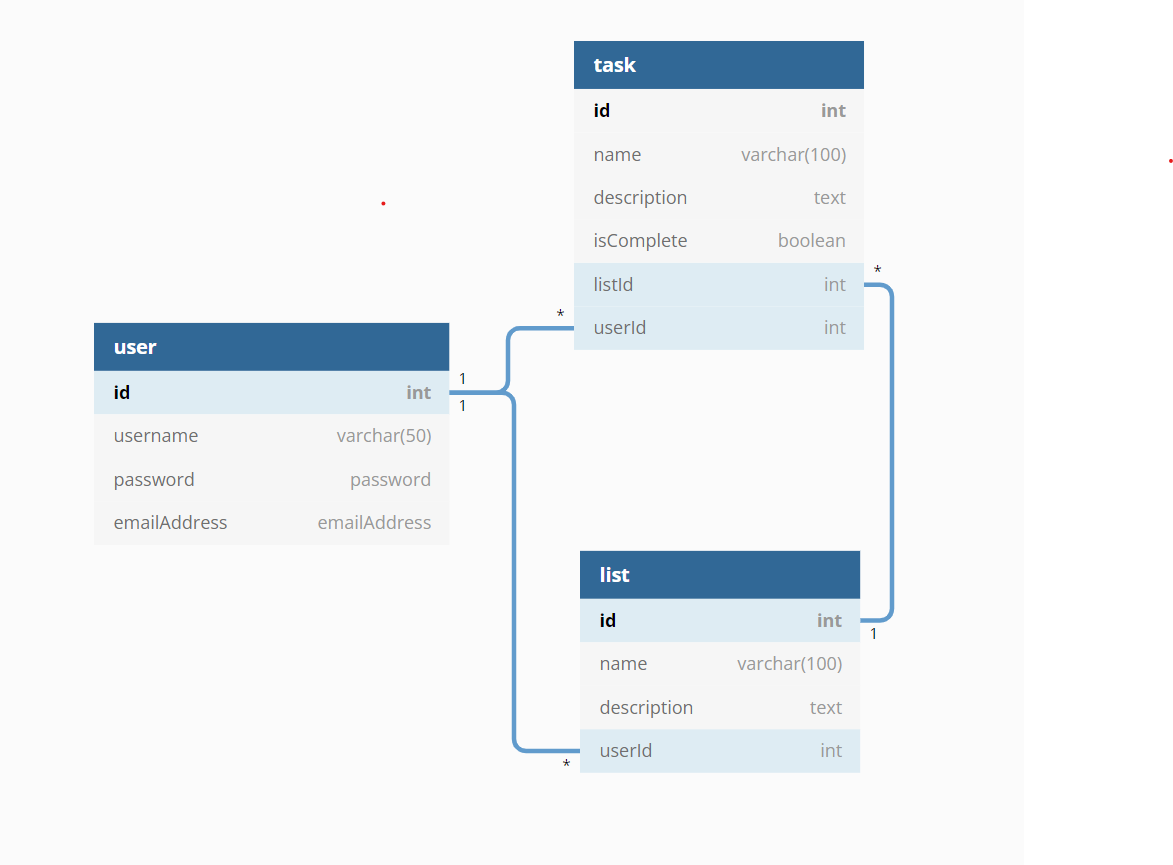 task
id int
name varchar(100)
description text
isComplete boolean
listId int
*
userId int
*
user
id int
1
1
username varchar(50)
password password
emailAddress emailAddress
list
id int
1
name varchar(100)
description text
userId int
*